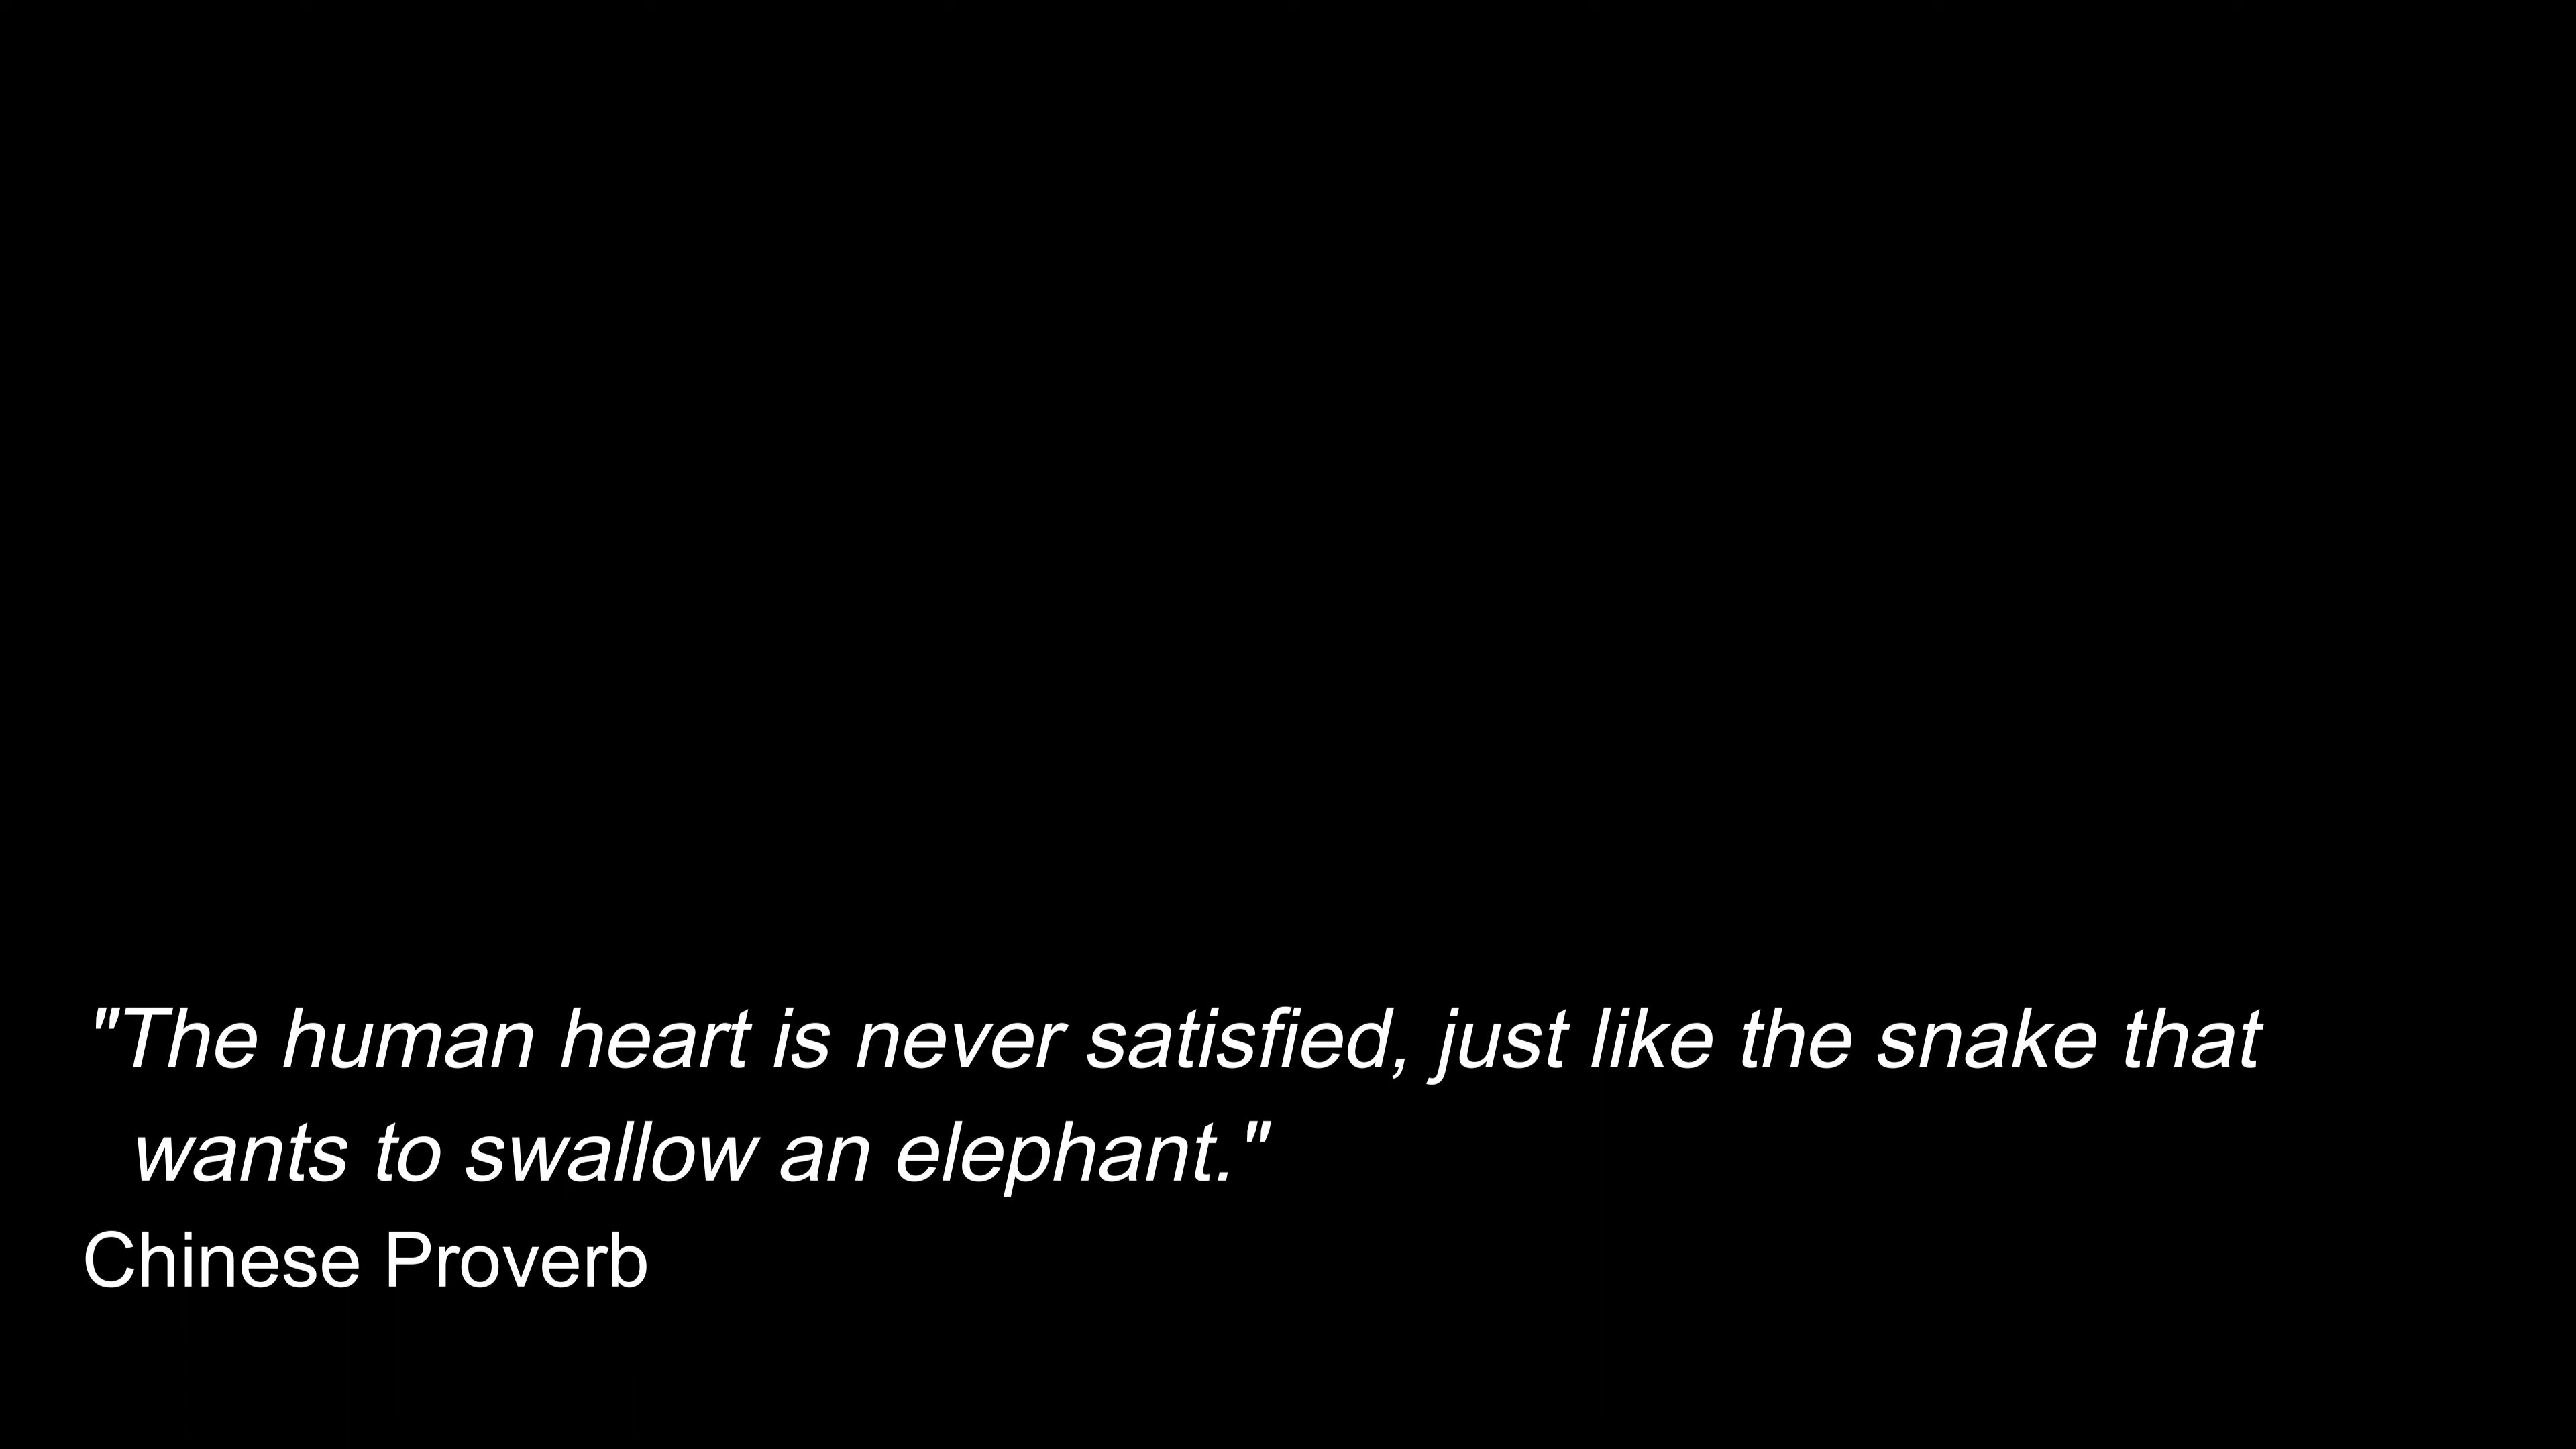 "The human heart is never satisfied, just like the snake that
wants to swallow an elephant."
Chinese Proverb